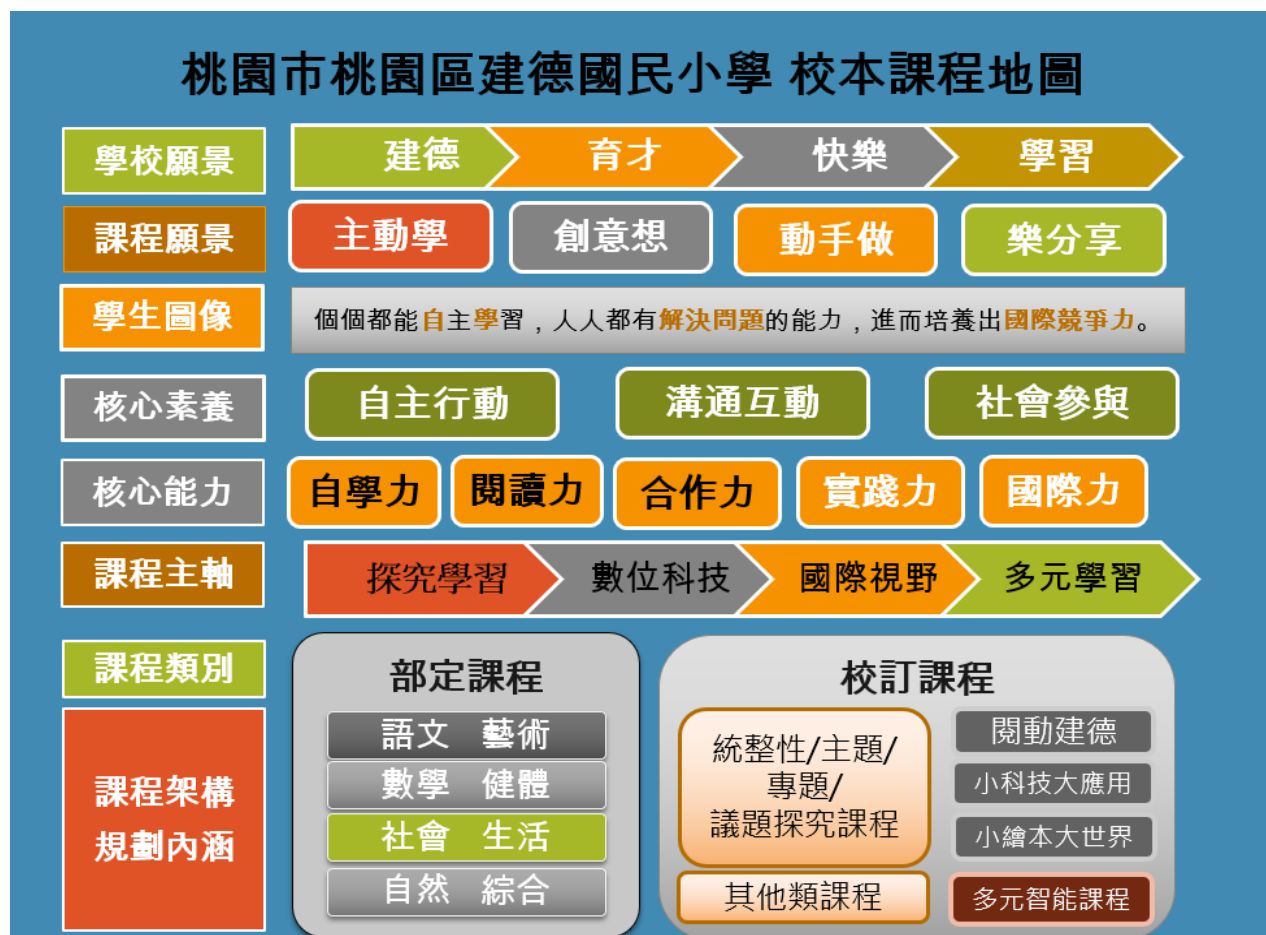 桃園市桃園區建德國民小學 校本課程地圖
學校願景
建德
育才
快樂
學習
課程願景
主動學
創意想
動手做
樂分享
學生圖像
個個都能自主學習，人人都有解決問題的能力，進而培養出國際競爭力。
核心素養
自主行動
溝通互動
社會參與
核心能力
自學力
閱讀力
合作力
實踐力
國際力
課程主軸
探究學習
數位科技
國際視野
多元學習
課程類別
課程架構
規劃內涵
部定課程
語文 藝術
數學 健體
社會 生活
自然 綜合
校訂課程
統整性/主題/
專題/
議題探究課程
閱動建德
小科技大應用
小繪本大世界
其他類課程
多元智能課程